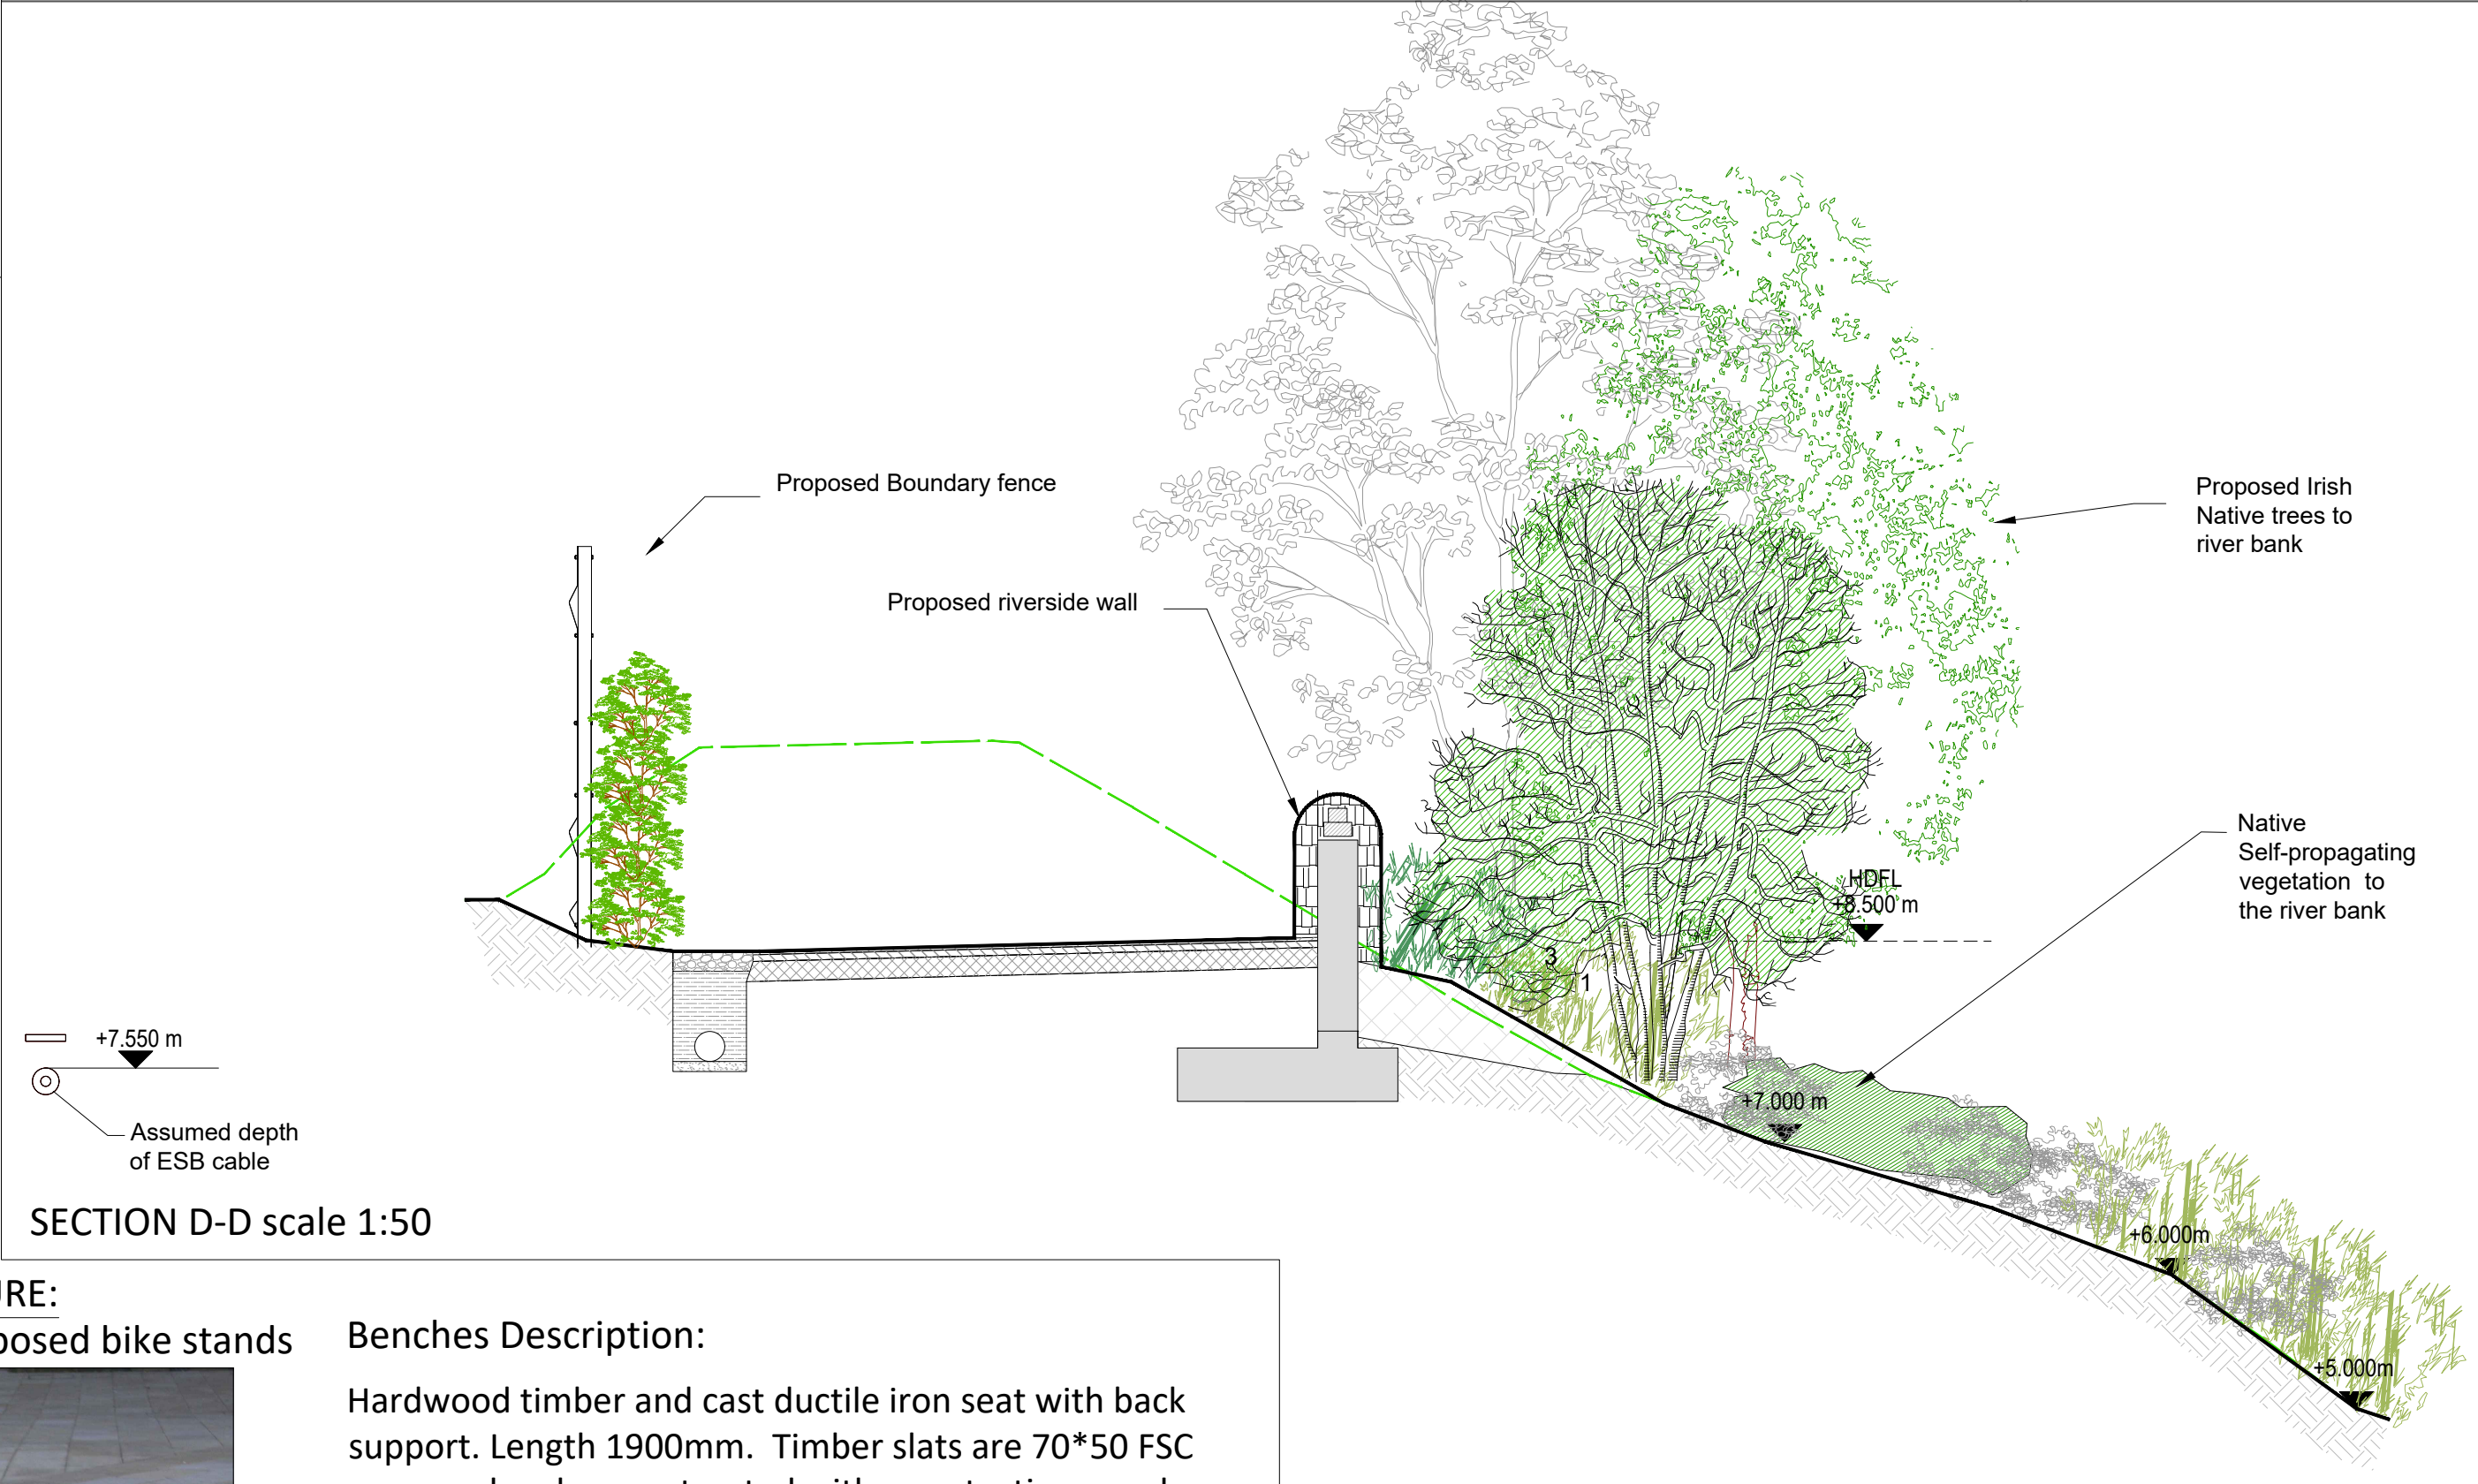 Proposed Boundary fence
Proposed riverside wall
Proposed Irish
Native trees to
river bank
Native
Self-propagating
vegetation to
the river bank
HDFL
+8.500 m
3
1
+7.550 m
Assumed depth
of ESB cable
+7.000 m
+6.000m
+5.000m
SECTION D-D scale 1:50
URE:
posed bike stands
Benches Description:
Hardwood timber and cast ductile iron seat with back
support. Length 1900mm. Timber slats are 70*50 FSC